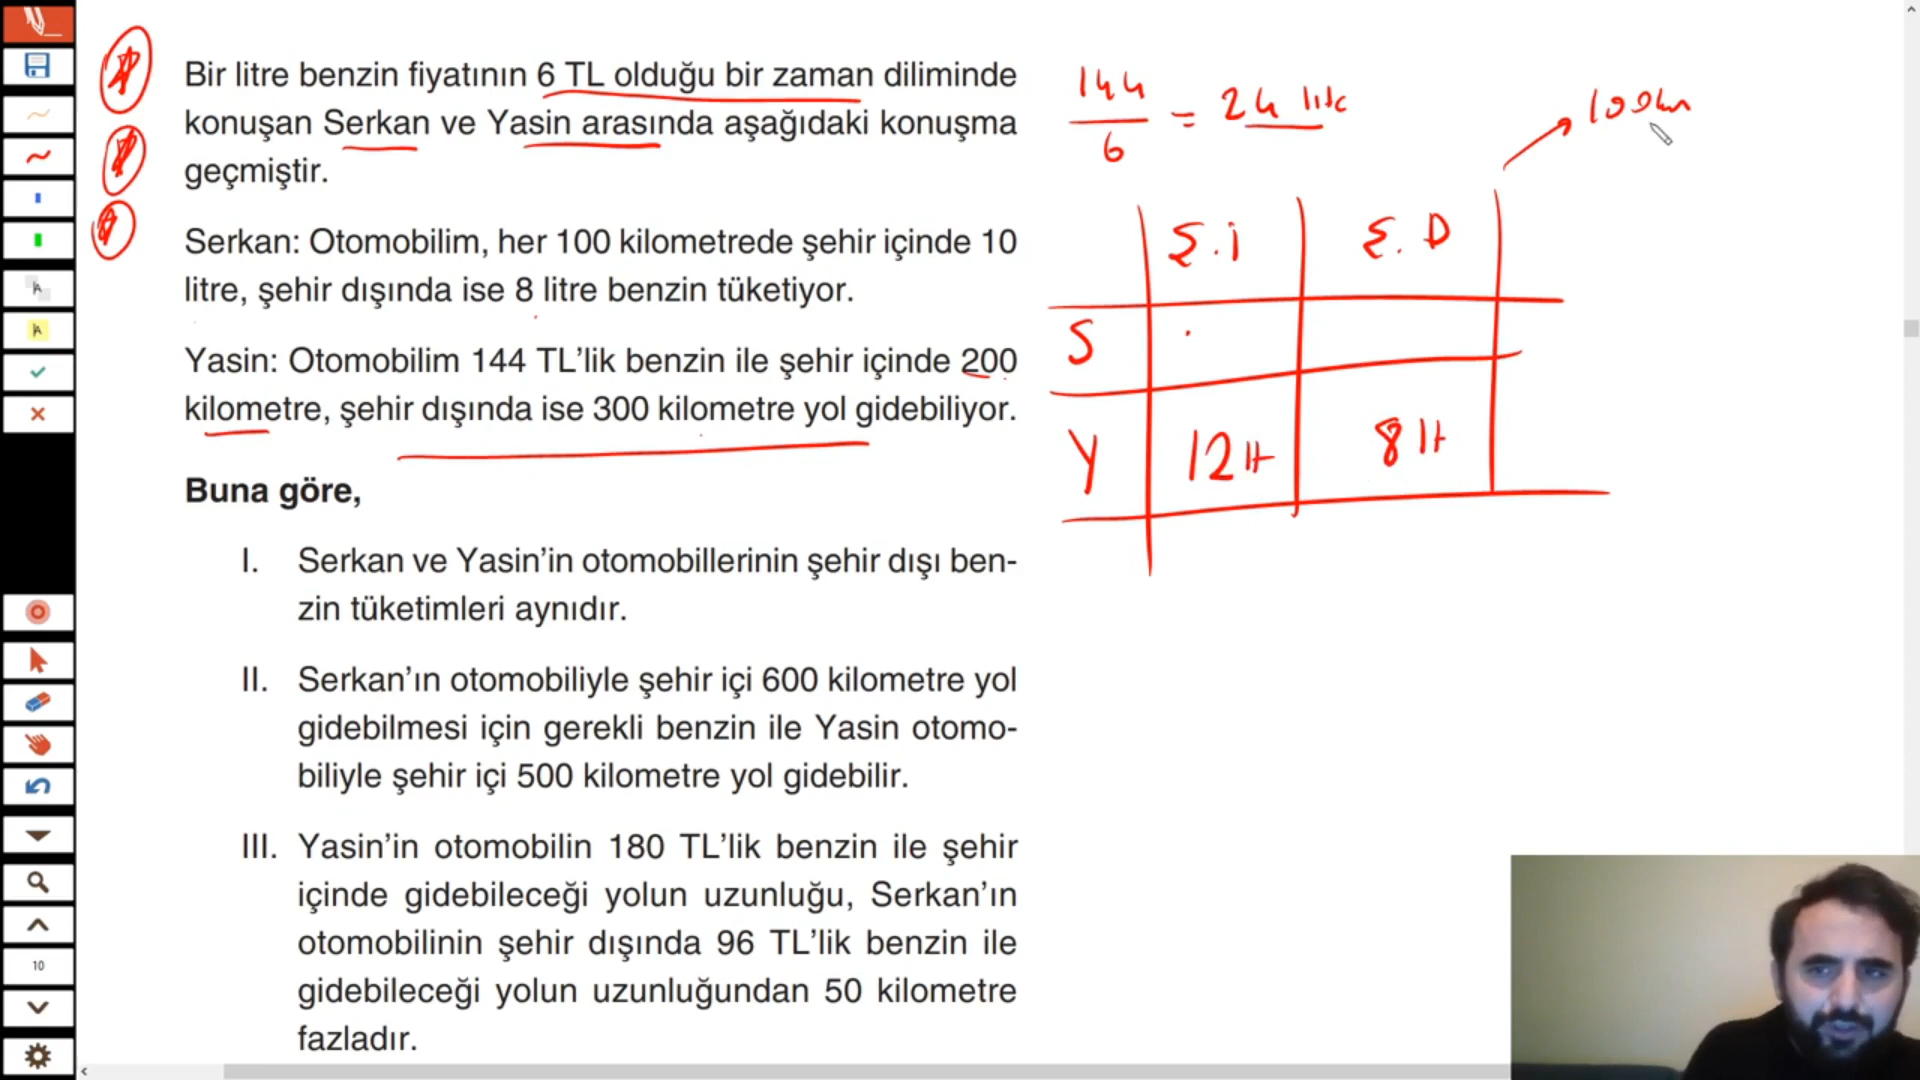 Bir litre benzin fiyatının 6 TL olduğu bir zaman diliminde
konuşan Serkan ve Yasin arasında aşağıdaki konuşma
geçmiştir.
Serkan: Otomobilim, her 100 kilometrede şehir içinde 10
litre, şehir dışında ise 8 litre benzin tüketiyor.
Yasin: Otomobilim 144 TL'lik benzin ile şehir içinde 200
kilometre, şehir dışında ise 300 kilometre yol gidebiliyor.
Buna göre,
I. Serkan ve Yasin'in otomobillerinin şehir dışı ben-
zin tüketimleri aynıdır.
II. Serkan'ın otomobiliyle şehir içi 600 kilometre yol
gidebilmesi için gerekli benzin ile Yasin otomo-
biliyle şehir içi 500 kilometre yol gidebilir.
III. Yasin'in otomobilin 180 TL'lik benzin ile şehir
içinde gidebileceği yolun uzunluğu, Serkan'ın
otomobilinin şehir dışında 96 TL'lik benzin ile
gidebileceği yolun uzunluğundan 50 kilometre
fazladır.
144
6
= 24
100km
Ş.İ Ş.D
S
Y 12 lt 8 lt
10